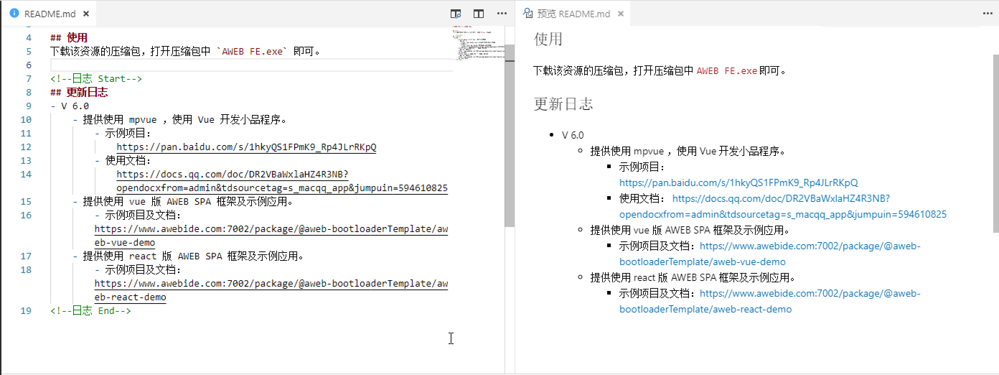 README.md
4 ## 使用
5 下载该资源的压缩包，打开压缩包中 `AWEB FE.exe` 即可。
6
7 <!--日志 Start-->
8 ## 更新日志
9 - V 6.0
10 - 提供使用 mpvue ，使用 Vue 开发小品程序。
11 - 示例项目：
12 https://pan.baidu.com/s/1hkyQS1FPmK9_Rp4JLrRKpQ
13 - 使用文档：
14 https://docs.qq.com/doc/DR2VBaWxlaHZ4R3NB?
opendocxfrom=admin&tdsourcetag=s_macqq_app&jumpuin=594610825
15 - 提供使用 vue 版 AWEB SPA 框架及示例应用。
16 - 示例项目及文档：
https://www.awebide.com:7002/package/@aweb-bootloaderTemplate/aw
eb-vue-demo
17 - 提供使用 react 版 AWEB SPA 框架及示例应用。
18 - 示例项目及文档：
https://www.awebide.com:7002/package/@aweb-bootloaderTemplate/aw
eb-react-demo
19 <!--日志 End-->
预览 README.md
使用
下载该资源的压缩包，打开压缩包中 AWEB FE.exe 即可。
更新日志
V 6.0
提供使用 mpvue ，使用 Vue 开发小品程序。
示例项目：
https://pan.baidu.com/s/1hkyQS1FPmK9_Rp4JLrRKpQ
使用文档： https://docs.qq.com/doc/DR2VBaWxlaHZ4R3NB?
opendocxfrom=admin&tdsourcetag=s_macqq_app&jumpuin=594610825
提供使用 vue 版 AWEB SPA 框架及示例应用。
示例项目及文档：https://www.awebide.com:7002/package/@aweb-
bootloaderTemplate/aweb-vue-demo
提供使用 react 版 AWEB SPA 框架及示例应用。
示例项目及文档：https://www.awebide.com:7002/package/@aweb-
bootloaderTemplate/aweb-react-demo